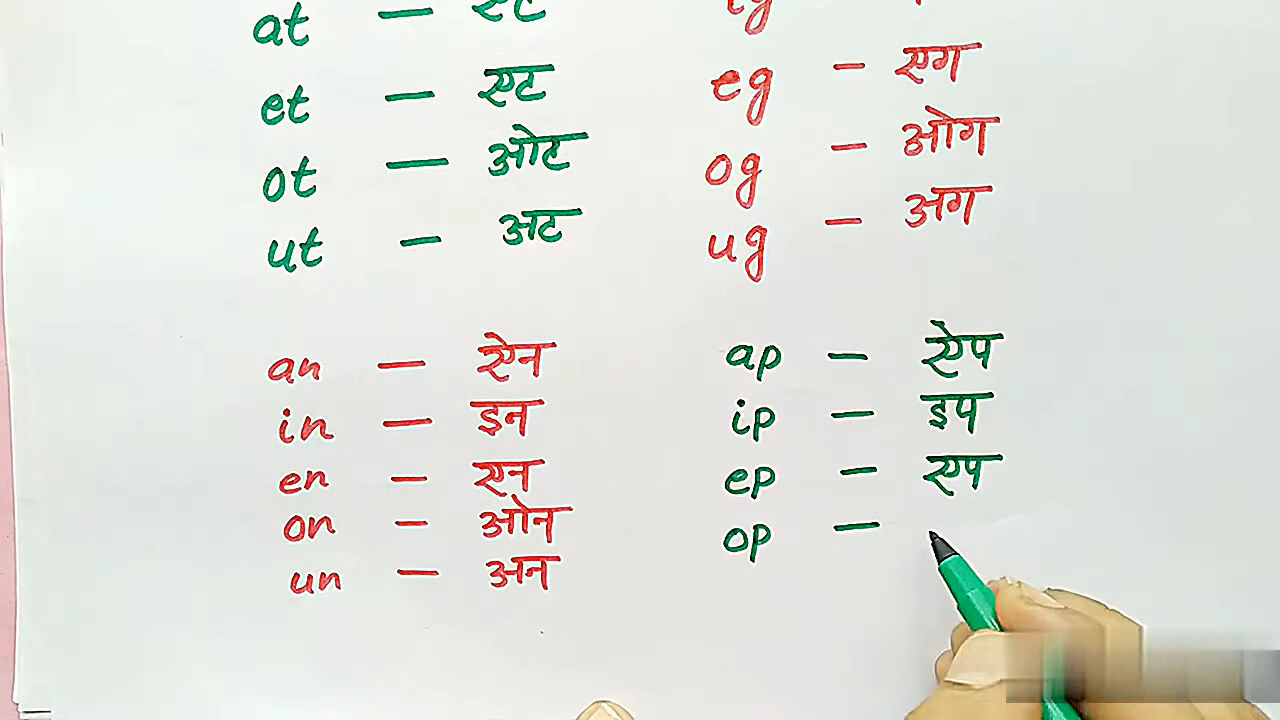 at — एट
et — एट
ot — ओट
ut — अट
eg — एग
og — ओग
ug — अग
an — ऐन
in — इन
en — एन
on — ओन
un — अन
ap — ऐप
ip — इप
ep — एप
op —